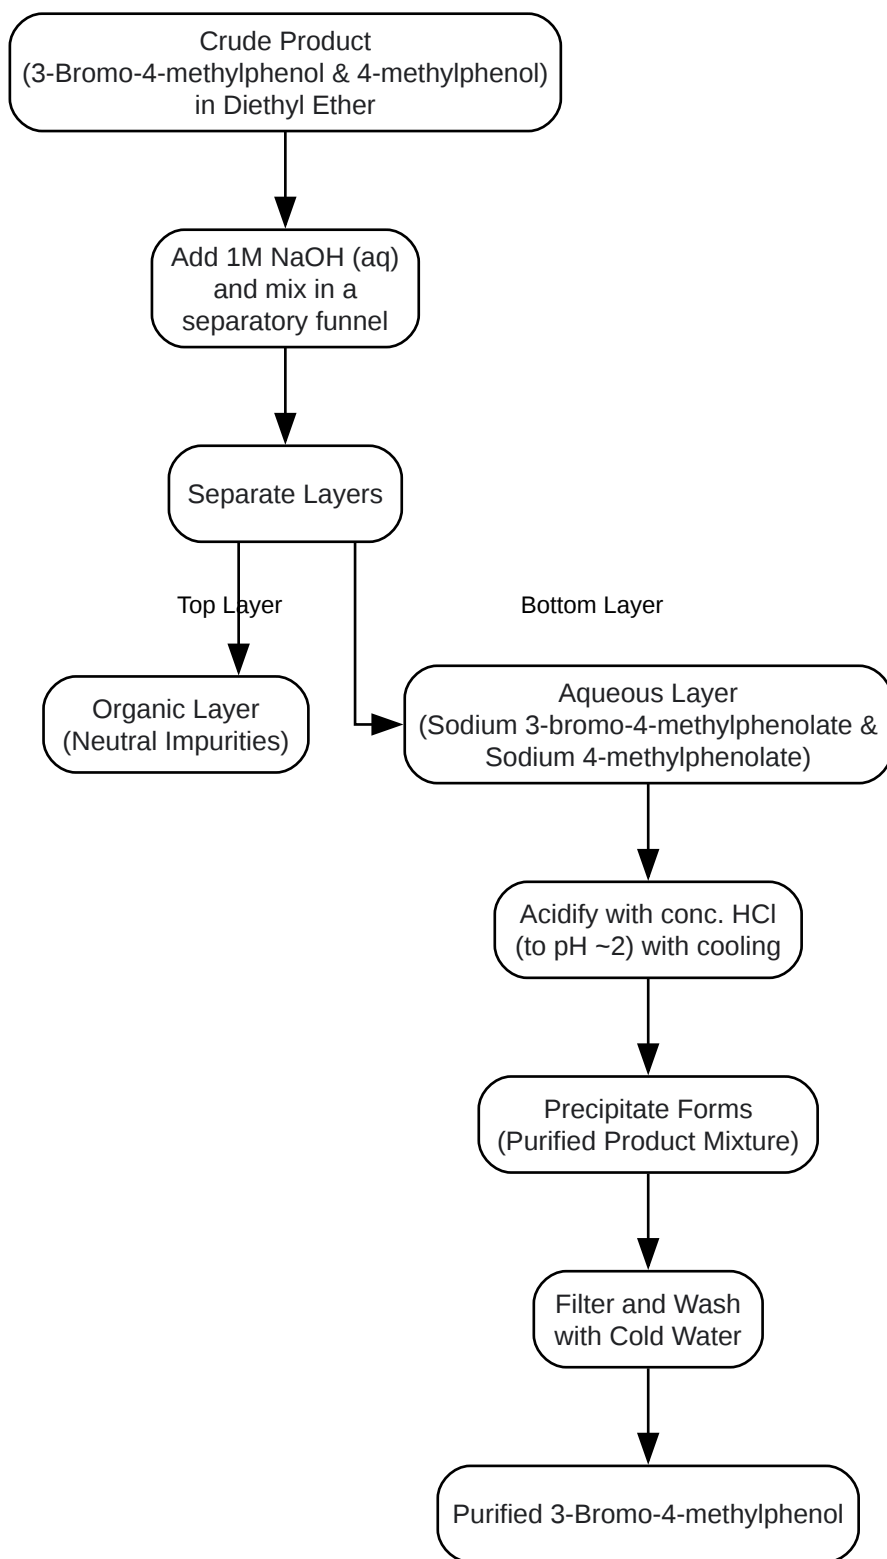 Crude Product
(3-Bromo-4-methylphenol & 4-methylphenol)
in Diethyl Ether
Add 1M NaOH (aq)
and mix in a
separatory funnel
Separate Layers
Top Layer
Bottom Layer
Organic Layer
(Neutral Impurities)
Aqueous Layer
(Sodium 3-bromo-4-methylphenolate &
Sodium 4-methylphenolate)
Acidify with conc. HCl
(to pH ~2) with cooling
Precipitate Forms
(Purified Product Mixture)
Filter and Wash
with Cold Water
Purified 3-Bromo-4-methylphenol